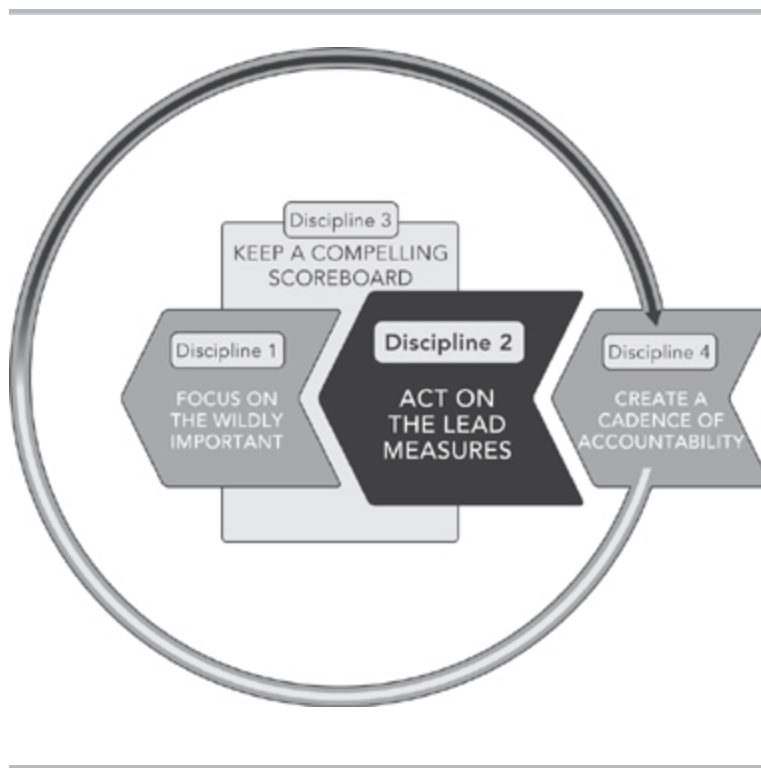 Discipline 3
KEEP A COMPELLING
SCOREBOARD
Discipline 1
FOCUS ON
THE WILDLY
IMPORTANT
Discipline 2
ACT ON
THE LEAD
MEASURES
Discipline 4
CREATE A
CADENCE OF
ACCOUNTABILITY